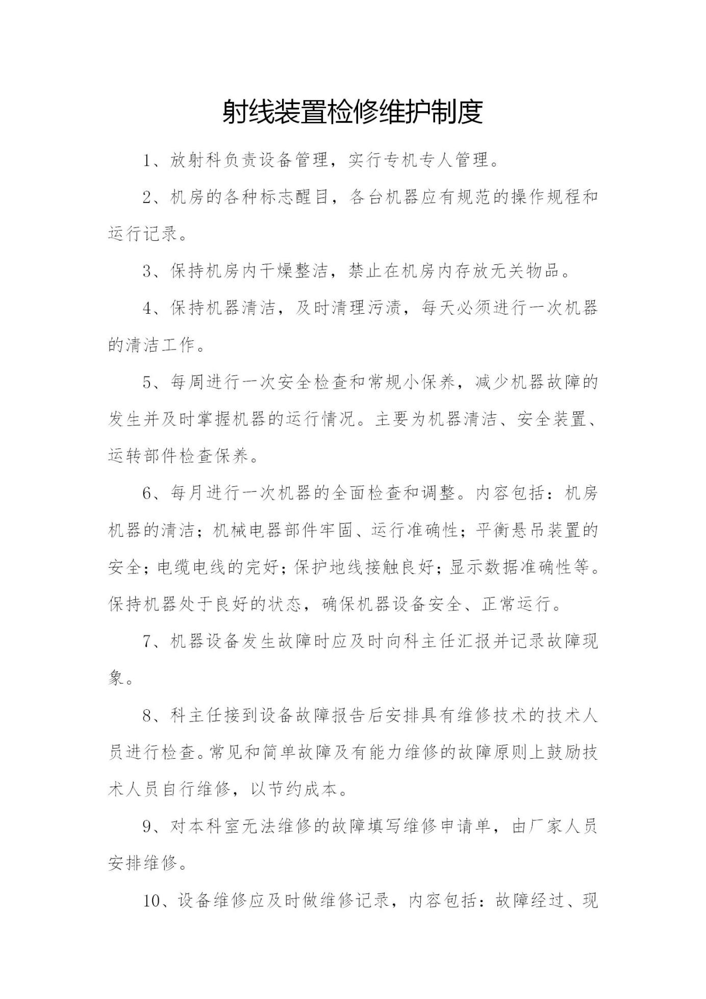 射线装置检修维护制度
1、放射科负责设备管理，实行专机专人管理。
2、机房的各种标志醒目，各台机器应有规范的操作规程和
运行记录。
3、保持机房内干燥整洁，禁止在机房内存放无关物品。
4、保持机器清洁，及时清理污渍，每天必须进行一次机器
的清洁工作。
5、每周进行一次安全检查和常规小保养，减少机器故障的
发生并及时掌握机器的运行情况。主要为机器清洁、安全装置、
运转部件检查保养。
6、每月进行一次机器的全面检查和调整。内容包括：机房
机器的清洁；机械电器部件牢固、运行准确性；平衡悬吊装置的
安全；电缆电线的完好；保护地线接触良好；显示数据准确性等。
保持机器处于良好的状态，确保机器设备安全、正常运行。
7、机器设备发生故障时应及时向科主任汇报并记录故障现
象。
8、科主任接到设备故障报告后安排具有维修技术的技术人
员进行检查。常见和简单故障及有能力维修的故障原则上鼓励技
术人员自行维修，以节约成本。
9、对本科室无法维修的故障填写维修申请单，由厂家人员
安排维修。
10、设备维修应及时做维修记录，内容包括：故障经过、现